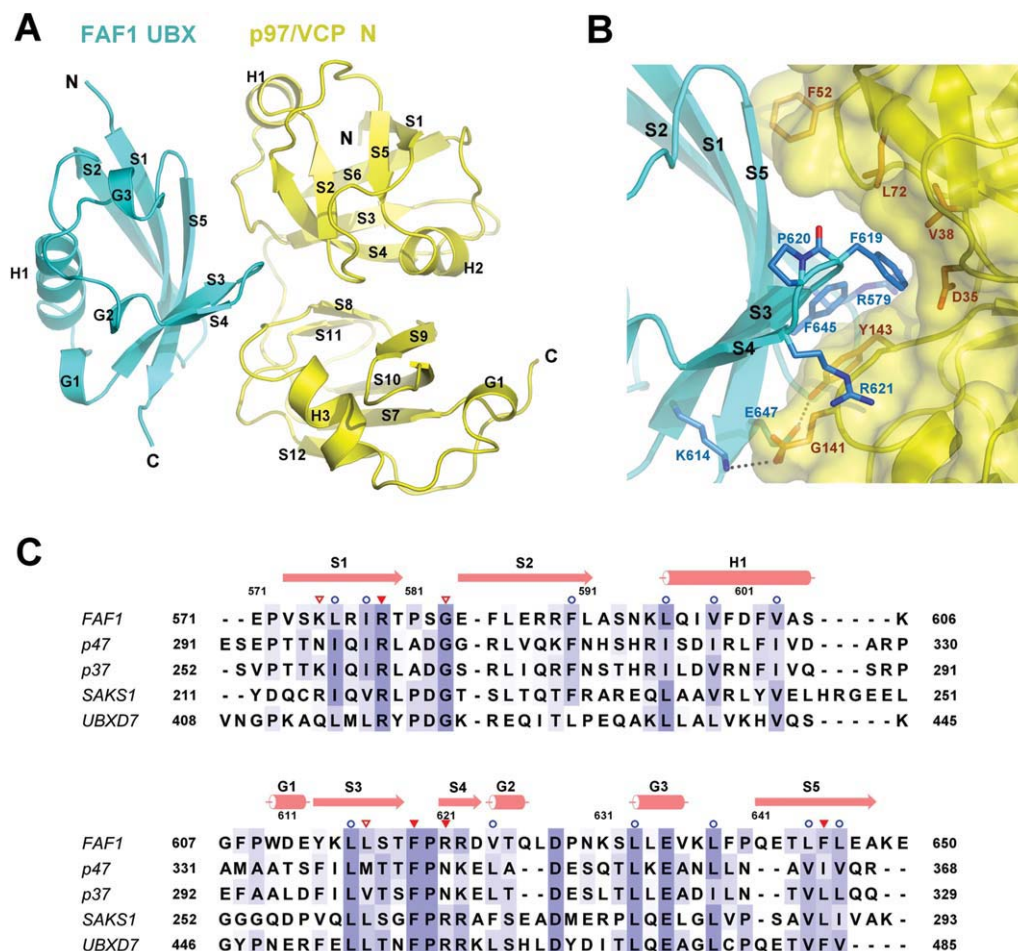 A
FAF1 UBX
p97/VCP N
N
H1
S2
S1
G3
S5
H1
G2
S3
S4
G1
C
H1
N
S1
S5
S6
S2
S3
S4
H2
S8
S11
S9
S10
C
G1
H3
S7
S12
B
F52
S2
S1
S5
L72
P620
F619
V38
D35
R579
S3
F645
Y143
S4
R621
E647
G141
K614
C
S1 S2 H1
571 581 591 601
FAF1 571 --EPVSKLRIRTPSGE-FLERRFLASNKLQIVFDFVAS-----K 606
p47 291 ESEPTTNIQIRLADGG-RLVQKFNHSHRISDIRLFIVD---ARP 330
p37 252 -SVPTTKIQIRLADGS-RLIQRFNSTHRILDVRNFIVQ---SRP 291
SAKS1 211 --YDQCRIQVRLPDGT-SLTQTFRAREQLAAVRLYVELHRGEEL 251
UBXD7 408 VNGPKAQLMLRYPDGK-REQITLPEQAKLLALVKHVQS-----K 445
G1 S3 S4 G2 G3 S5
611 621 631 641
FAF1 607 GFPWDEYKLLSTFPRRDVTQLDPNKSLLEVKLFPQETLFLEAKE 650
p47 331 AMAATSFILMTTFPNKELA--DESQTLKEANLLN--AVIVQR-- 368
p37 292 EFAALDFILVTSFPNKELT--DESLTLLEADILN--TVLLQ--- 329
SAKS1 252 GGGQDPVQLLSGFPRRAFSEADMERPLQELGLVP-SAVLIVAK- 293
UBXD7 446 GYPNERFELLTNFPRRKLSHLDYDITLQEAGLCPQETVFV---- 485